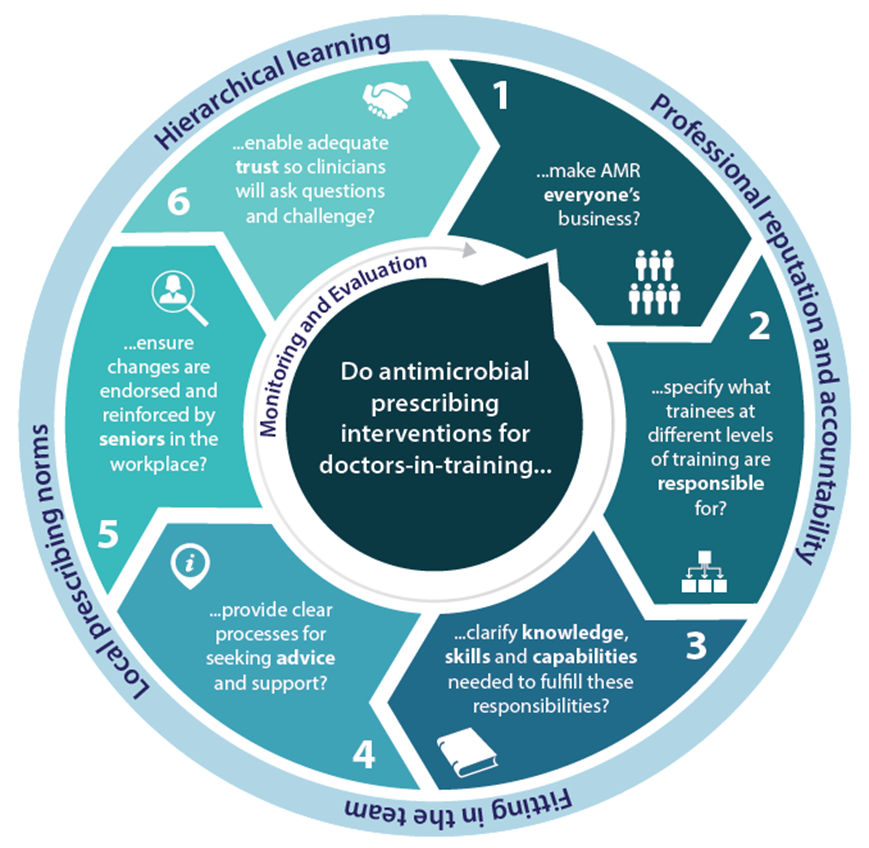 Hierarchical learning
Professional reputation and accountability
Fitting in the team
Local prescribing norms
Monitoring and Evaluation
Do antimicrobial
prescribing
interventions for
doctors-in-training...
1
...make AMR
everyone's
business?
2
...specify what
trainees at
different levels
of training are
responsible
for?
3
...clarify knowledge,
skills and capabilities
needed to fulfill these
responsibilities?
4
...provide clear
processes for
seeking advice
and support?
i
5
...ensure
changes are
endorsed and
reinforced by
seniors in the
workplace?
6
...enable adequate
trust so clinicians
will ask questions
and challenge?